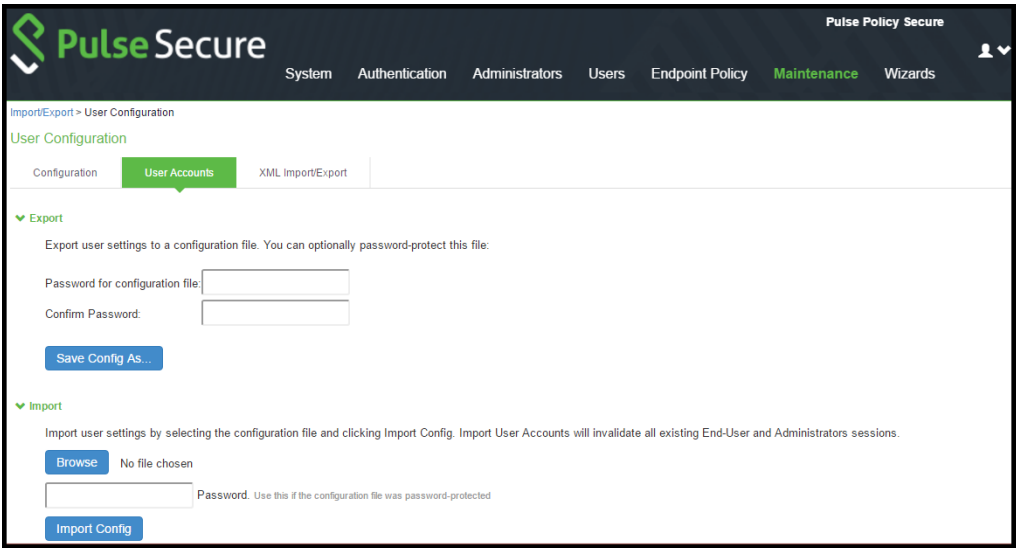 Pulse Policy Secure
Pulse Secure
System Authentication Administrators Users Endpoint Policy Maintenance Wizards
Import/Export > User Configuration
User Configuration
Configuration User Accounts XML Import/Export
Export
Export user settings to a configuration file. You can optionally password-protect this file:
Password for configuration file:
Confirm Password:
Save Config As...
Import
Import user settings by selecting the configuration file and clicking Import Config. Import User Accounts will invalidate all existing End-User and Administrators sessions.
Browse No file chosen
Password. Use this if the configuration file was password-protected
Import Config